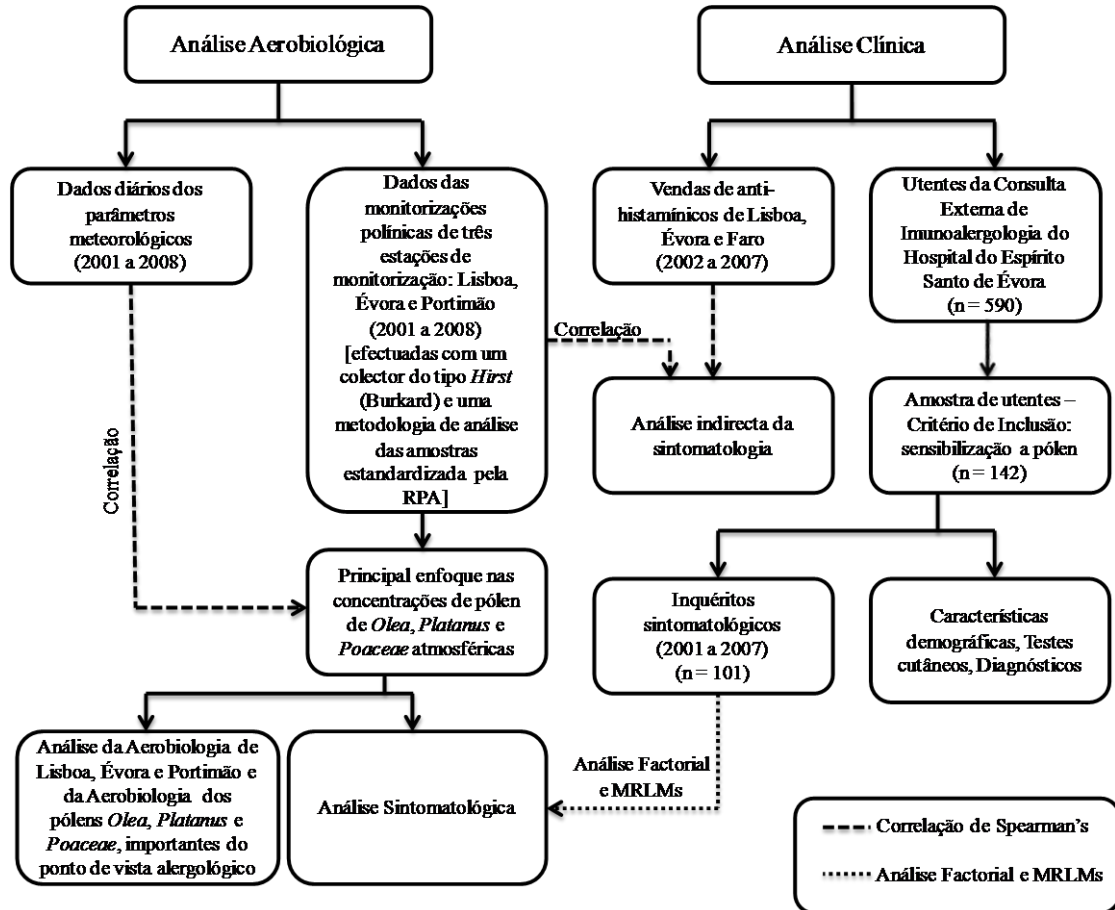 Análise Aerobiológica
Análise Clínica
Dados diários dos
parâmetros
meteorológicos
(2001 a 2008)
Dados das
monitorizações
polínicas de três
estações de
monitorização: Lisboa,
Évora e Portimão
(2001 a 2008)
[efectuadas com um
colector do tipo Hirst
(Burkard) e uma
metodologia de análise
das amostras
estandardizada pela
RPA]
Vendas de anti-
histamínicos de Lisboa,
Évora e Faro
(2002 a 2007)
Utentes da Consulta
Externa de
Imunoalergologia do
Hospital do Espírito
Santo de Évora
(n = 590)
Correlação
Correlação
Análise indirecta da
sintomatologia
Amostra de utentes –
Critério de Inclusão:
sensibilização a pólen
(n = 142)
Principal enfoque nas
concentrações de pólen
de Olea, Platanus e
Poaceae atmosféricas
Inquéritos
sintomatológicos
(2001 a 2007)
(n = 101)
Características
demográficas, Testes
cutâneos, Diagnósticos
Análise da Aerobiologia de
Lisboa, Évora e Portimão e
da Aerobiologia dos
pólens Olea, Platanus e
Poaceae, importantes do
ponto de vista alergológico
Análise Sintomatológica
Análise Factorial
e MRLMs
Correlação de Spearman's
Análise Factorial e MRLMs